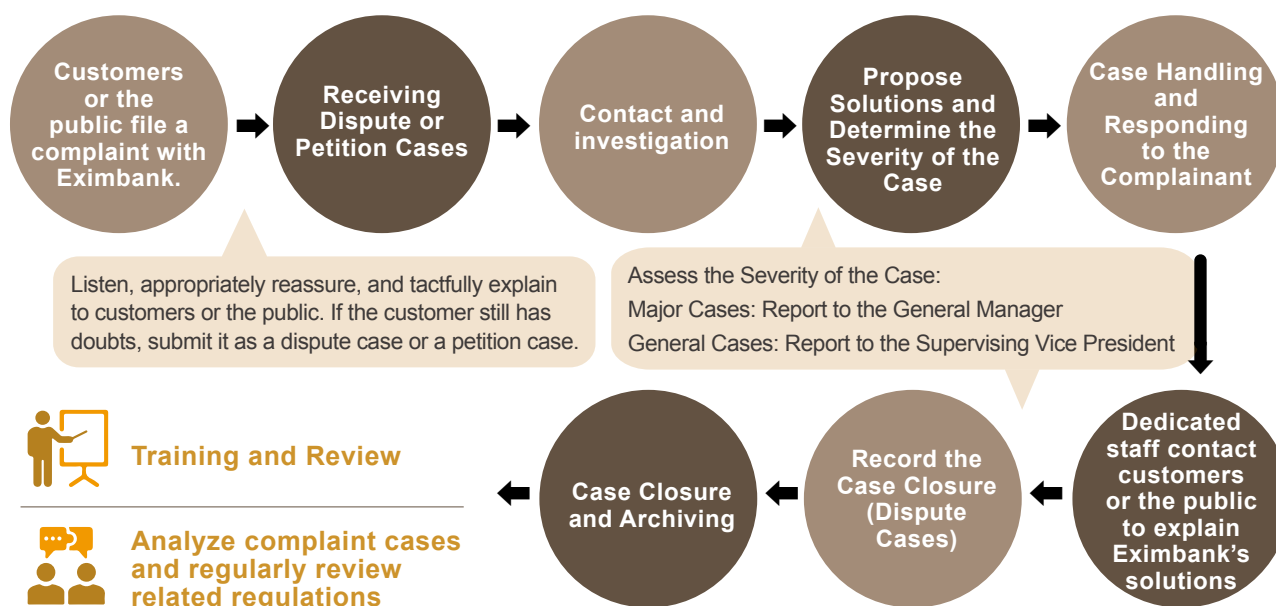 Customers
or the
public file a
complaint with
Eximbank.
Receiving
Dispute or
Petition Cases
Contact and
investigation
Propose
Solutions and
Determine the
Severity of the
Case
Case Handling
and
Responding
to the
Complainant
Listen, appropriately reassure, and tactfully explain
to customers or the public. If the customer still has
doubts, submit it as a dispute case or a petition case.
Assess the Severity of the Case:
Major Cases: Report to the General Manager
General Cases: Report to the Supervising Vice President
Dedicated
staff contact
customers
or the public
to explain
Eximbank's
solutions
Record the
Case Closure
(Dispute
Cases)
Case Closure
and Archiving
Training and Review
Analyze complaint cases
and regularly review
related regulations